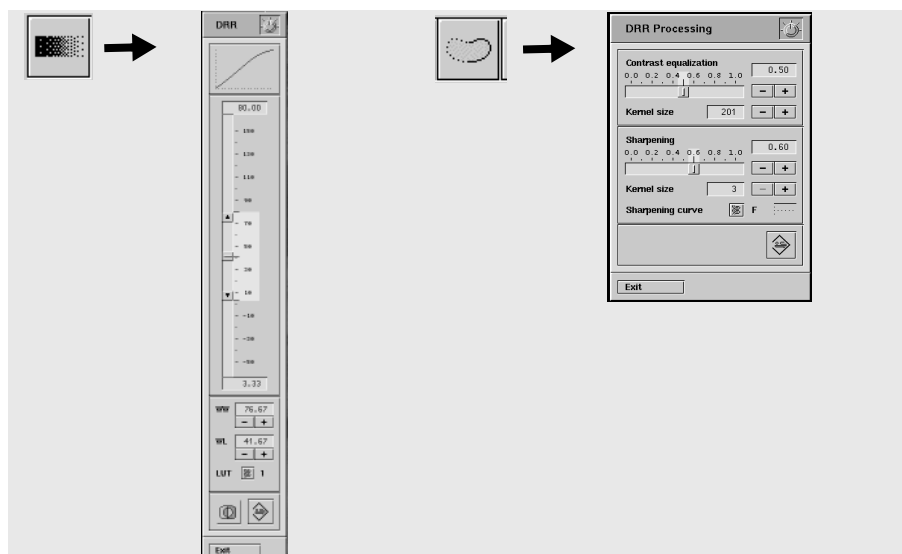 DRR
80.00
150
130
110
90
70
50
30
10
-10
-30
-50
3.33
WW 76.67
- +
WL 41.67
- +
LUT 1
Exit
DRR Processing
Contrast equalization
0.0 0.2 0.4 0.6 0.8 1.0 0.50
- +
Kernel size 201 - +
Sharpening
0.0 0.2 0.4 0.6 0.8 1.0 0.60
- +
Kernel size 3 - +
Sharpening curve F
Exit